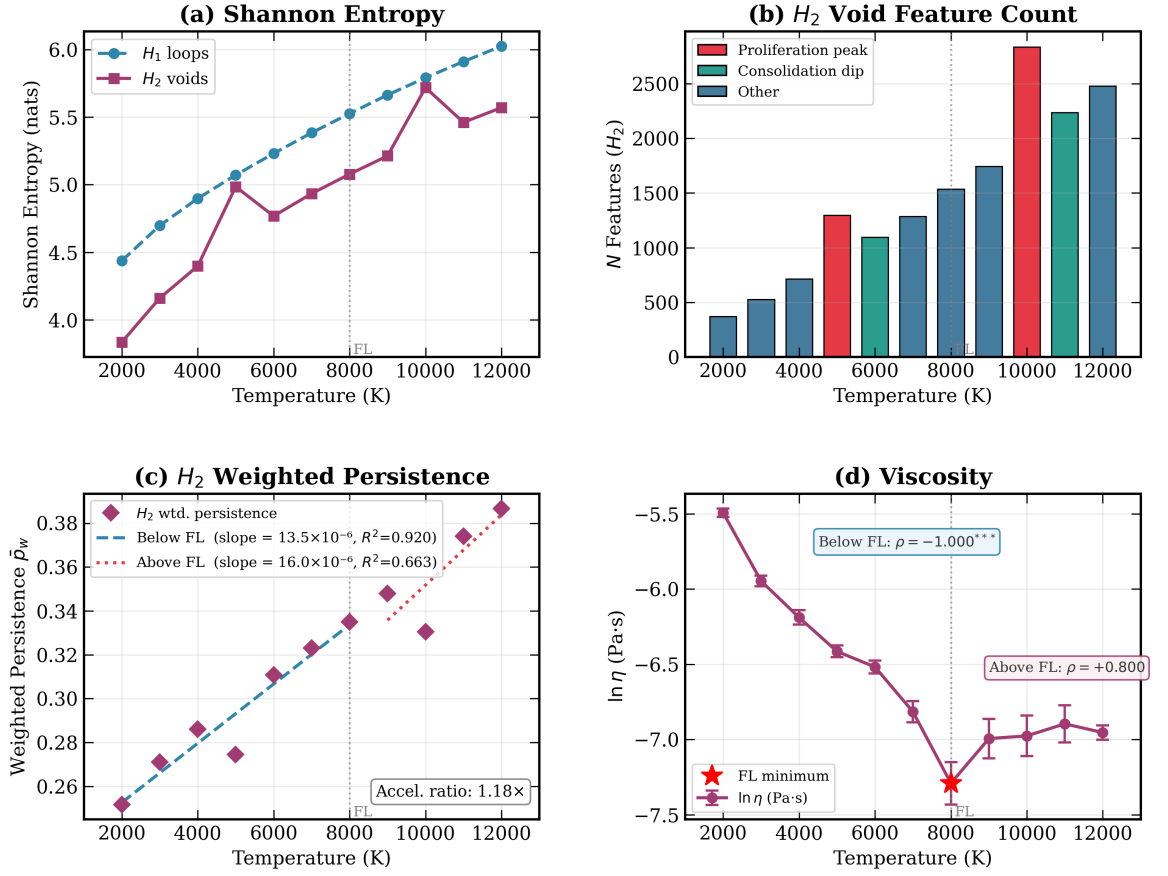 (a) Shannon Entropy
Shannon Entropy (nats)
6.0
5.5
5.0
4.5
4.0
H₁ loops
H₂ voids
FL
2000 4000 6000 8000 10000 12000
Temperature (K)
(b) H₂ Void Feature Count
N Features (H₂)
2500
2000
1500
1000
500
0
Proliferation peak
Consolidation dip
Other
FL
2000 4000 6000 8000 10000 12000
Temperature (K)
(c) H₂ Weighted Persistence
Weighted Persistence p̄_w
0.38
0.36
0.34
0.32
0.30
0.28
0.26
H₂ wtd. persistence
Below FL (slope = 13.5×10⁻⁶, R²=0.920)
Above FL (slope = 16.0×10⁻⁶, R²=0.663)
Accel. ratio: 1.18×
FL
2000 4000 6000 8000 10000 12000
Temperature (K)
(d) Viscosity
ln η (Pa·s)
−5.5
−6.0
−6.5
−7.0
−7.5
Below FL: ρ = −1.000***
Above FL: ρ = +0.800
FL minimum
ln η (Pa·s)
FL
2000 4000 6000 8000 10000 12000
Temperature (K)